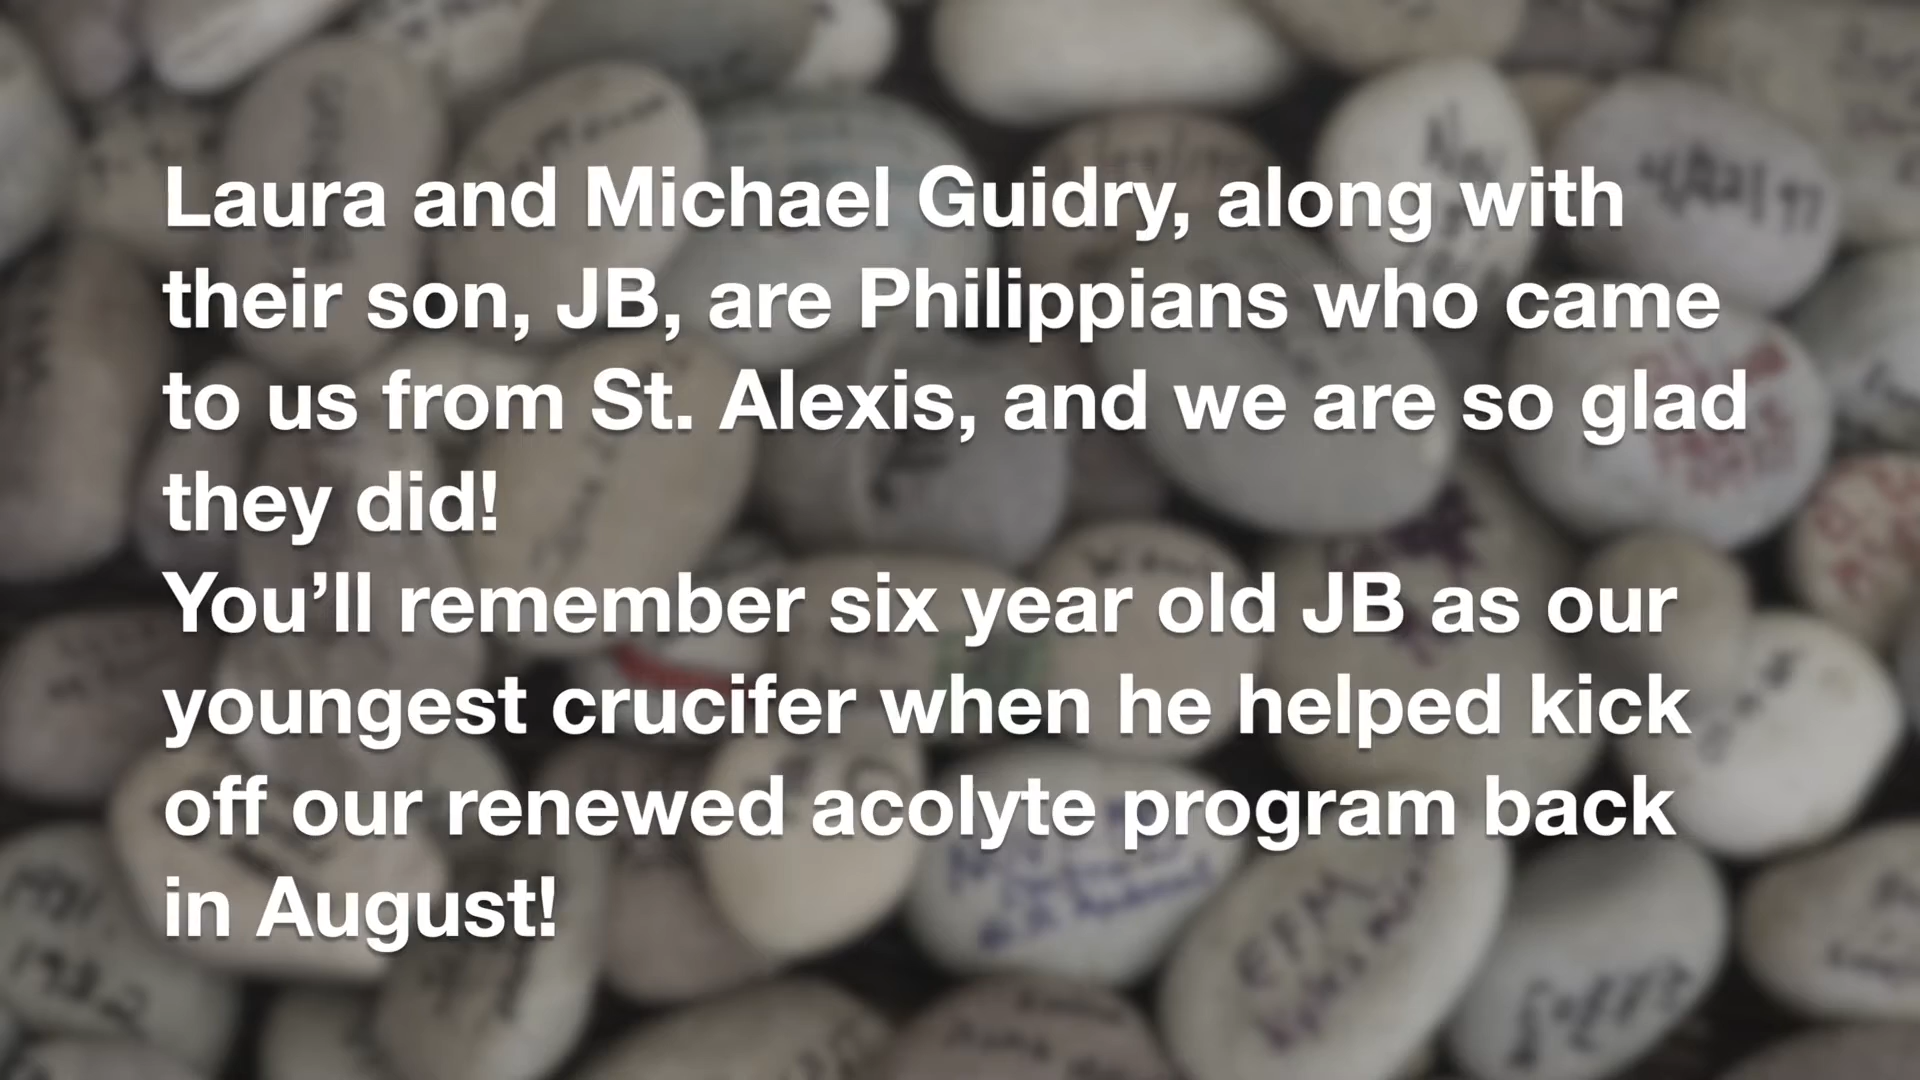 Laura and Michael Guidry, along with
their son, JB, are Philippians who came
to us from St. Alexis, and we are so glad
they did!
You’ll remember six year old JB as our
youngest crucifer when he helped kick
off our renewed acolyte program back
in August!
EFM